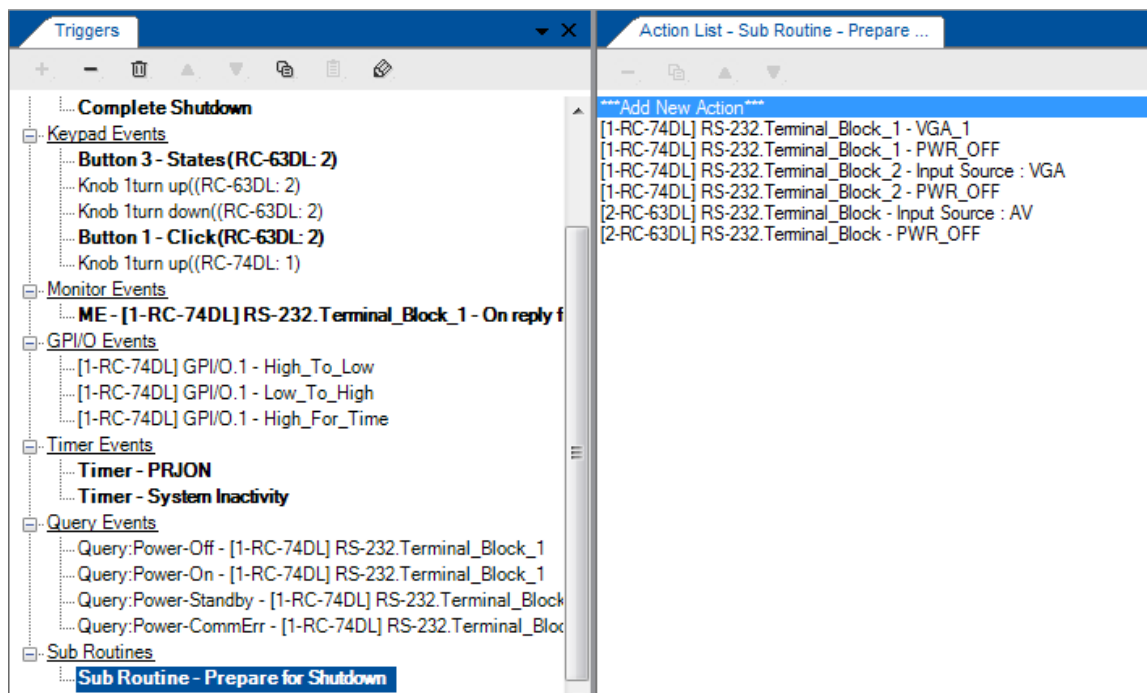 Triggers
Complete Shutdown
Keypad Events
Button 3 - States(RC-63DL: 2)
Knob 1turn up((RC-63DL: 2)
Knob 1turn down((RC-63DL: 2)
Button 1 - Click(RC-63DL: 2)
Knob 1turn up((RC-74DL: 1)
Monitor Events
ME - [1-RC-74DL] RS-232.Terminal_Block_1 - On reply f
GPI/O Events
[1-RC-74DL] GPI/O.1 - High_To_Low
[1-RC-74DL] GPI/O.1 - Low_To_High
[1-RC-74DL] GPI/O.1 - High_For_Time
Timer Events
Timer - PRJON
Timer - System Inactivity
Query Events
Query:Power-Off - [1-RC-74DL] RS-232.Terminal_Block_1
Query:Power-On - [1-RC-74DL] RS-232.Terminal_Block_1
Query:Power-Standby - [1-RC-74DL] RS-232.Terminal_Block
Query:Power-CommErr - [1-RC-74DL] RS-232.Terminal_Bloc
Sub Routines
Sub Routine - Prepare for Shutdown
Action List - Sub Routine - Prepare ...
***Add New Action***
[1-RC-74DL] RS-232.Terminal_Block_1 - VGA_1
[1-RC-74DL] RS-232.Terminal_Block_1 - PWR_OFF
[1-RC-74DL] RS-232.Terminal_Block_2 - Input Source : VGA
[1-RC-74DL] RS-232.Terminal_Block_2 - PWR_OFF
[2-RC-63DL] RS-232.Terminal_Block - Input Source : AV
[2-RC-63DL] RS-232.Terminal_Block - PWR_OFF